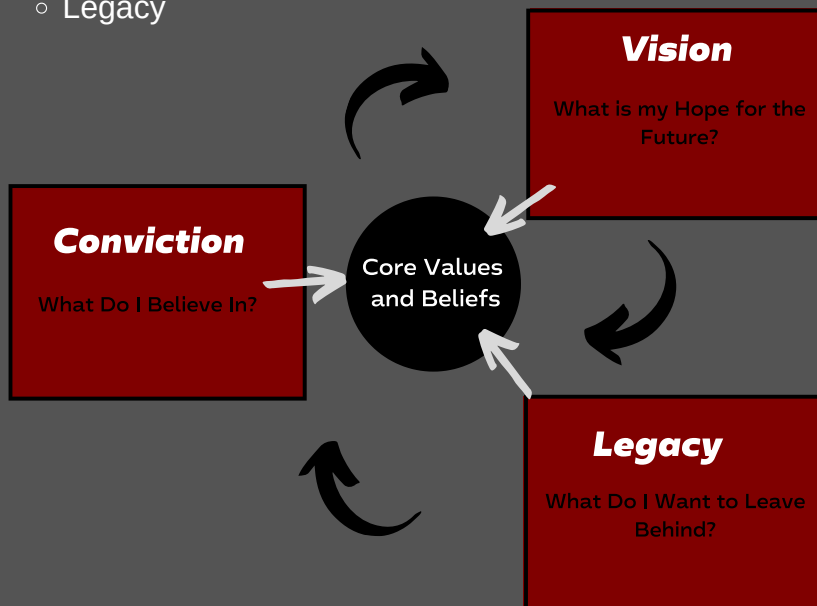 Legacy
Vision
What is my Hope for the
Future?
Conviction
What Do I Believe In?
Core Values
and Beliefs
Legacy
What Do I Want to Leave
Behind?